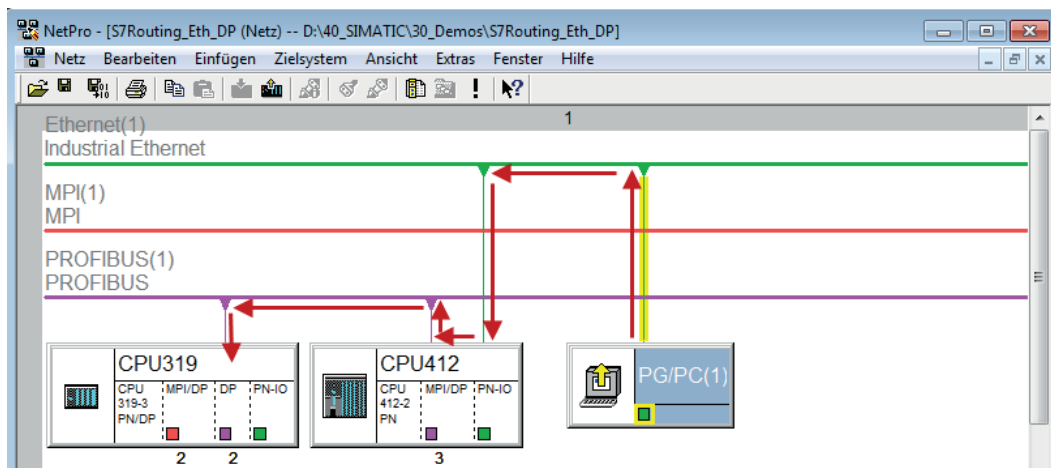 NetPro - [S7Routing_Eth_DP (Netz) -- D:\40_SIMATIC\30_Demos\S7Routing_Eth_DP]
Netz Bearbeiten Einfügen Zielsystem Ansicht Extras Fenster Hilfe
1
Ethernet(1)
Industrial Ethernet
MPI(1)
MPI
PROFIBUS(1)
PROFIBUS
CPU319
CPU 319-3 PN/DP
MPI/DP
DP
PN-IO
2
2
CPU412
CPU 412-2 PN
MPI/DP
PN-IO
3
PG/PC(1)